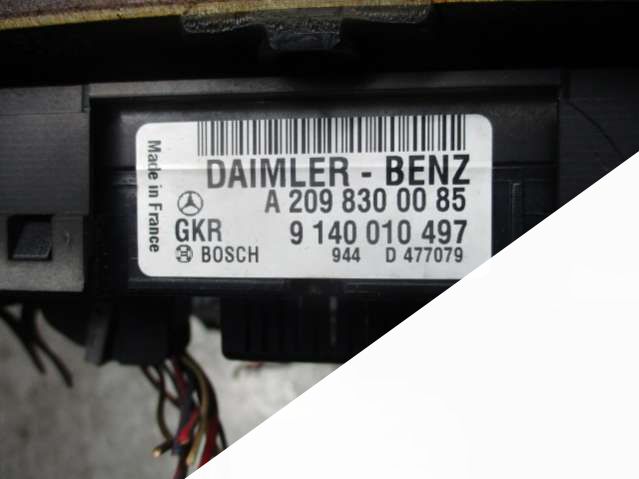 Made in France
DAIMLER - BENZ
A 209 830 00 85
GKR 9 140 010 497
BOSCH 944 D 477079